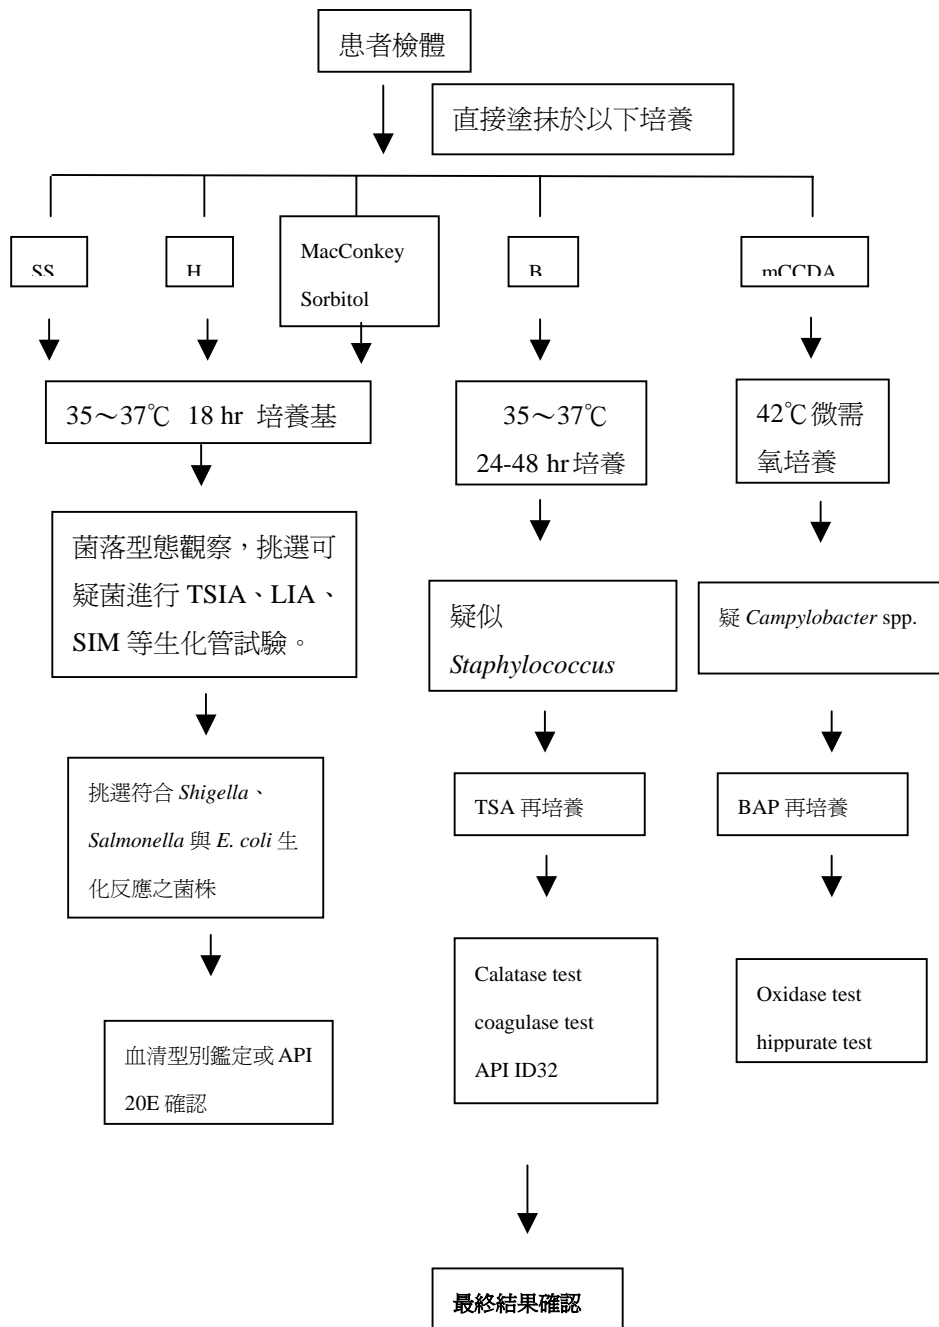 患者檢體
直接塗抹於以下培養
SS
H
MacConkey
Sorbitol
B
mCCDA
35～37℃ 18 hr 培養基
35～37℃
24-48 hr培養
42℃微需
氧培養
菌落型態觀察，挑選可
疑菌進行 TSIA、LIA、
SIM 等生化管試驗。
疑似
Staphylococcus
疑 Campylobacter spp.
挑選符合 Shigella、
Salmonella 與 E. coli 生
化反應之菌株
TSA 再培養
BAP 再培養
血清型別鑑定或 API
20E 確認
Calatase test
coagulase test
API ID32
Oxidase test
hippurate test
最終結果確認